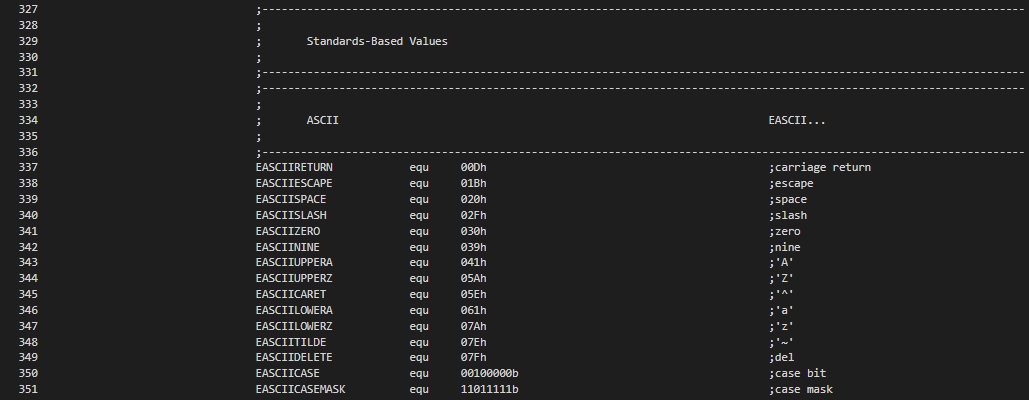 327 ;-----------------------------------------------------------------------------------------------------------------------
328 ;
329 ; Standards-Based Values
330 ;
331 ;-----------------------------------------------------------------------------------------------------------------------
332 ;-----------------------------------------------------------------------------------------------------------------------
333 ;
334 ; ASCII EASCII...
335 ;
336 ;-----------------------------------------------------------------------------------------------------------------------
337 EASCIIRETURN equ 00Dh ;carriage return
338 EASCIIESCAPE equ 01Bh ;escape
339 EASCIISPACE equ 020h ;space
340 EASCIISLASH equ 02Fh ;slash
341 EASCIIZERO equ 030h ;zero
342 EASCIININE equ 039h ;nine
343 EASCIIUPPERA equ 041h ;'A'
344 EASCIIUPPERZ equ 05Ah ;'Z'
345 EASCIICARET equ 05Eh ;'^'
346 EASCIILOWERA equ 061h ;'a'
347 EASCIILOWERZ equ 07Ah ;'z'
348 EASCIITILDE equ 07Eh ;'~'
349 EASCIIDELETE equ 07Fh ;del
350 EASCIICASE equ 00100000b ;case bit
351 EASCIICASEMASK equ 11011111b ;case mask